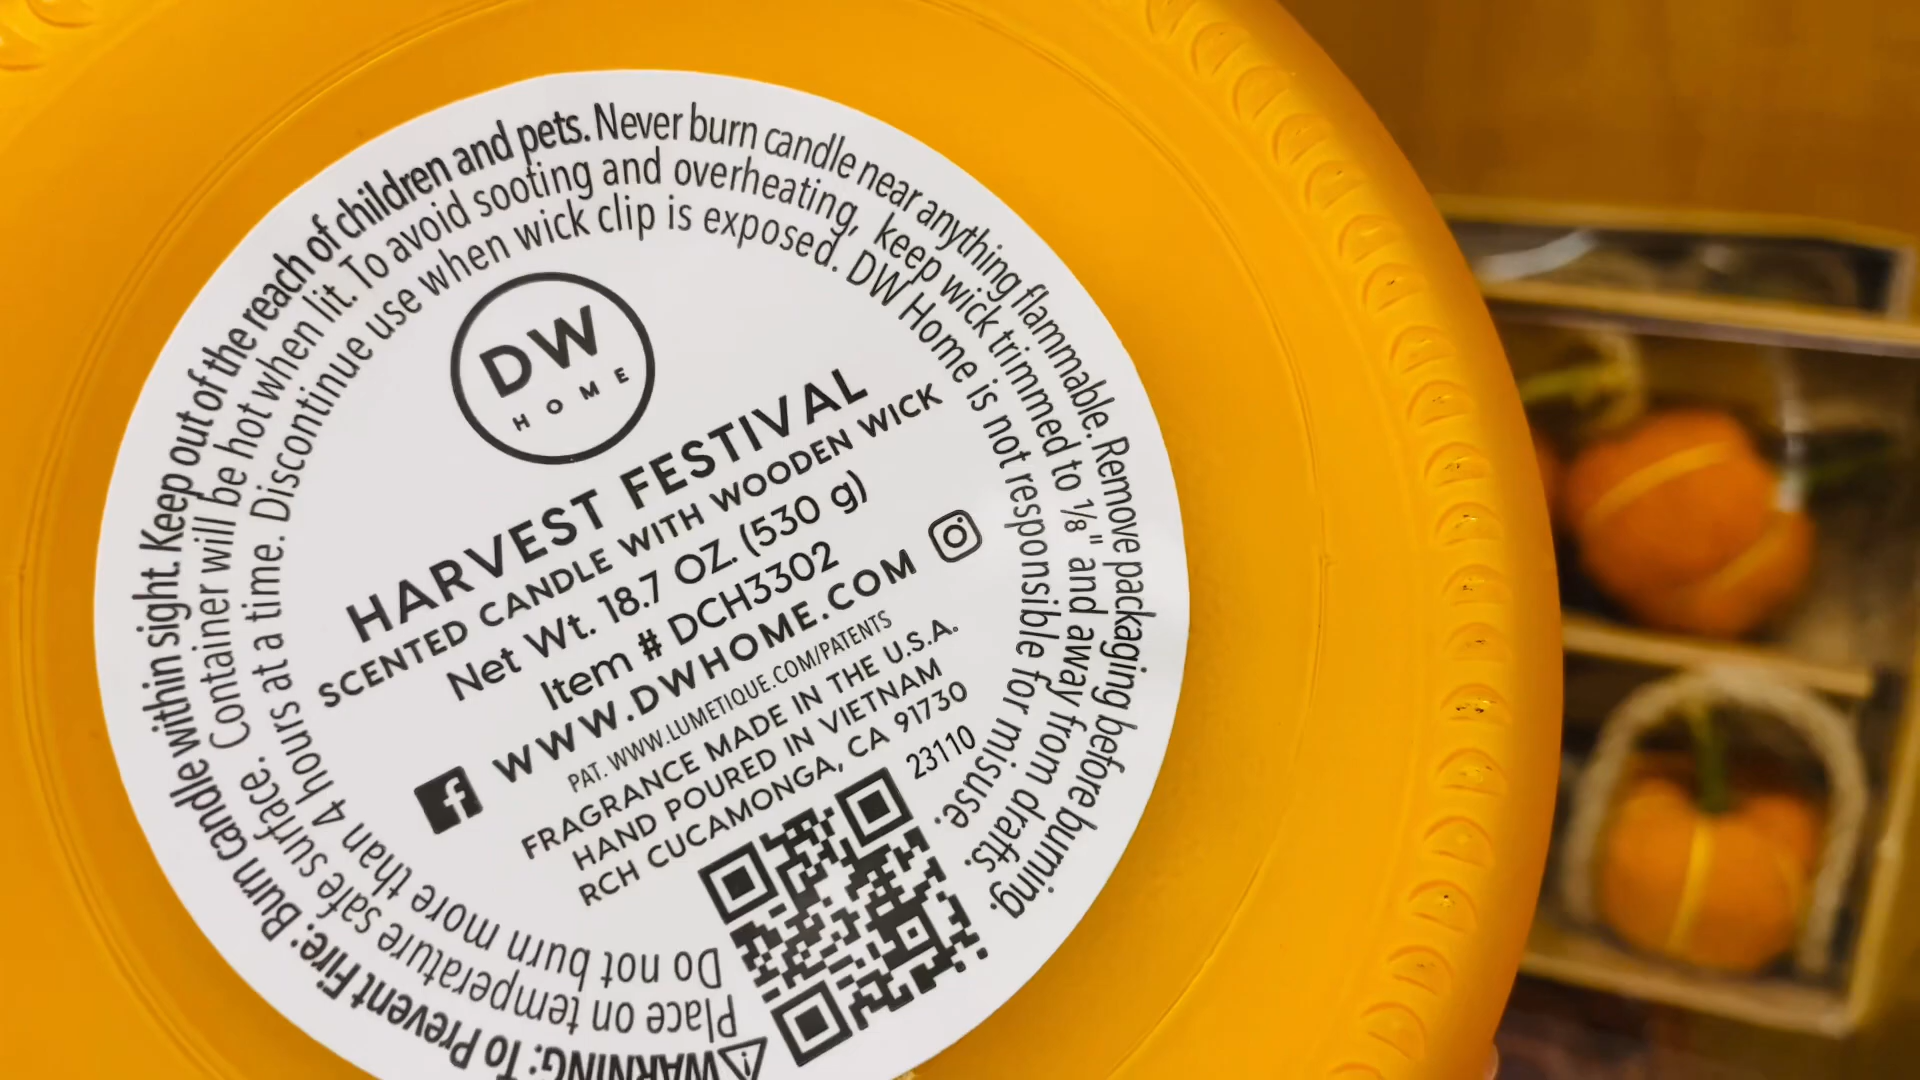 WARNING: To Prevent Fire: Burn candle within sight. Keep out of the reach of children and pets. Never burn candle near anything flammable. Remove packaging before burning.
Place on temperature safe surface. Container will be hot when lit. To avoid sooting and overheating, keep wick trimmed to ⅛" and away from drafts.
Do not burn more than 4 hours at a time. Discontinue use when wick clip is exposed. DW Home is not responsible for misuse.
DW
HOME
HARVEST FESTIVAL
SCENTED CANDLE WITH WOODEN WICK
Net Wt. 18.7 OZ. (530 g)
Item # DCH3302
WWW.DWHOME.COM
PAT. WWW.LUMETIQUE.COM/PATENTS
FRAGRANCE MADE IN THE U.S.A.
HAND POURED IN VIETNAM
RCH CUCAMONGA, CA 91730
23110